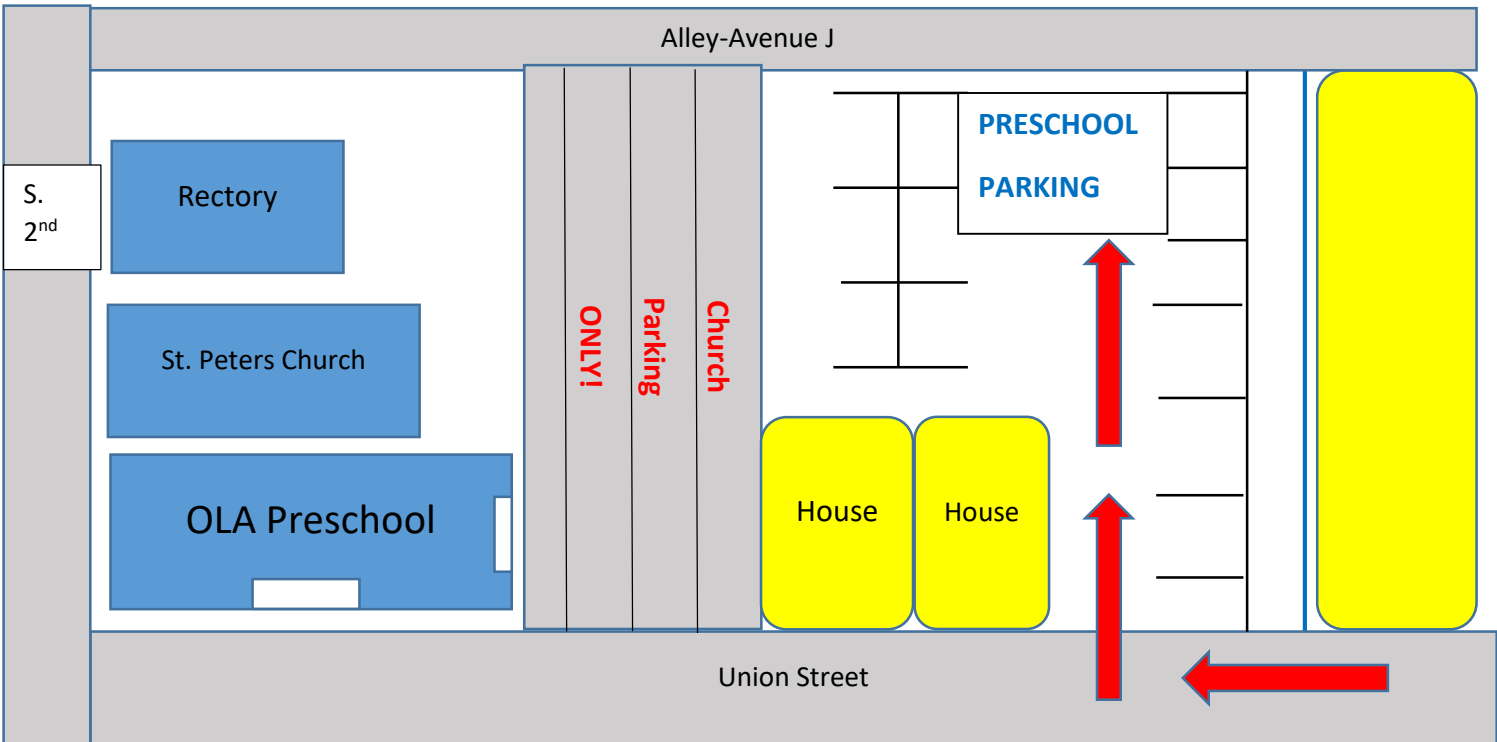 Alley-Avenue J
S.
2nd
Rectory
St. Peters Church
OLA Preschool
Church
Parking
ONLY!
PRESCHOOL
PARKING
House
House
Union Street